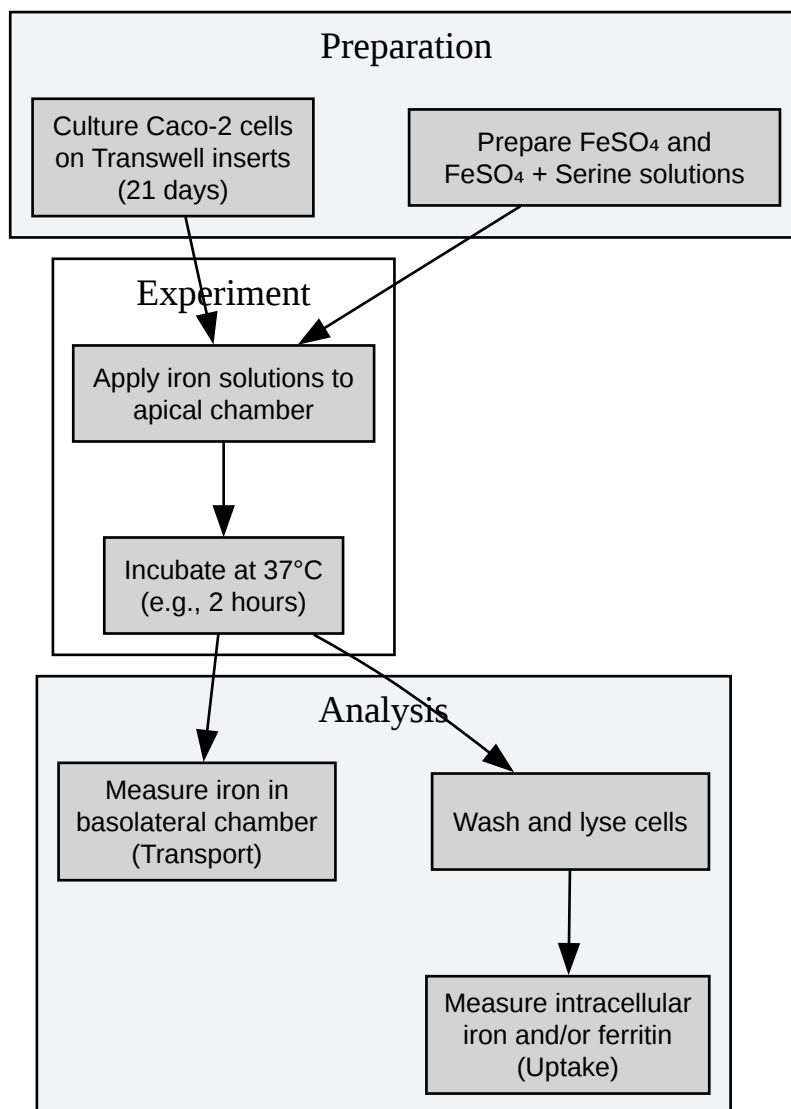 Preparation
Culture Caco-2 cells
on Transwell inserts
(21 days)
Prepare FeSO₄ and
FeSO₄ + Serine solutions
Experiment
Apply iron solutions to
apical chamber
Incubate at 37°C
(e.g., 2 hours)
Analysis
Measure iron in
basolateral chamber
(Transport)
Wash and lyse cells
Measure intracellular
iron and/or ferritin
(Uptake)